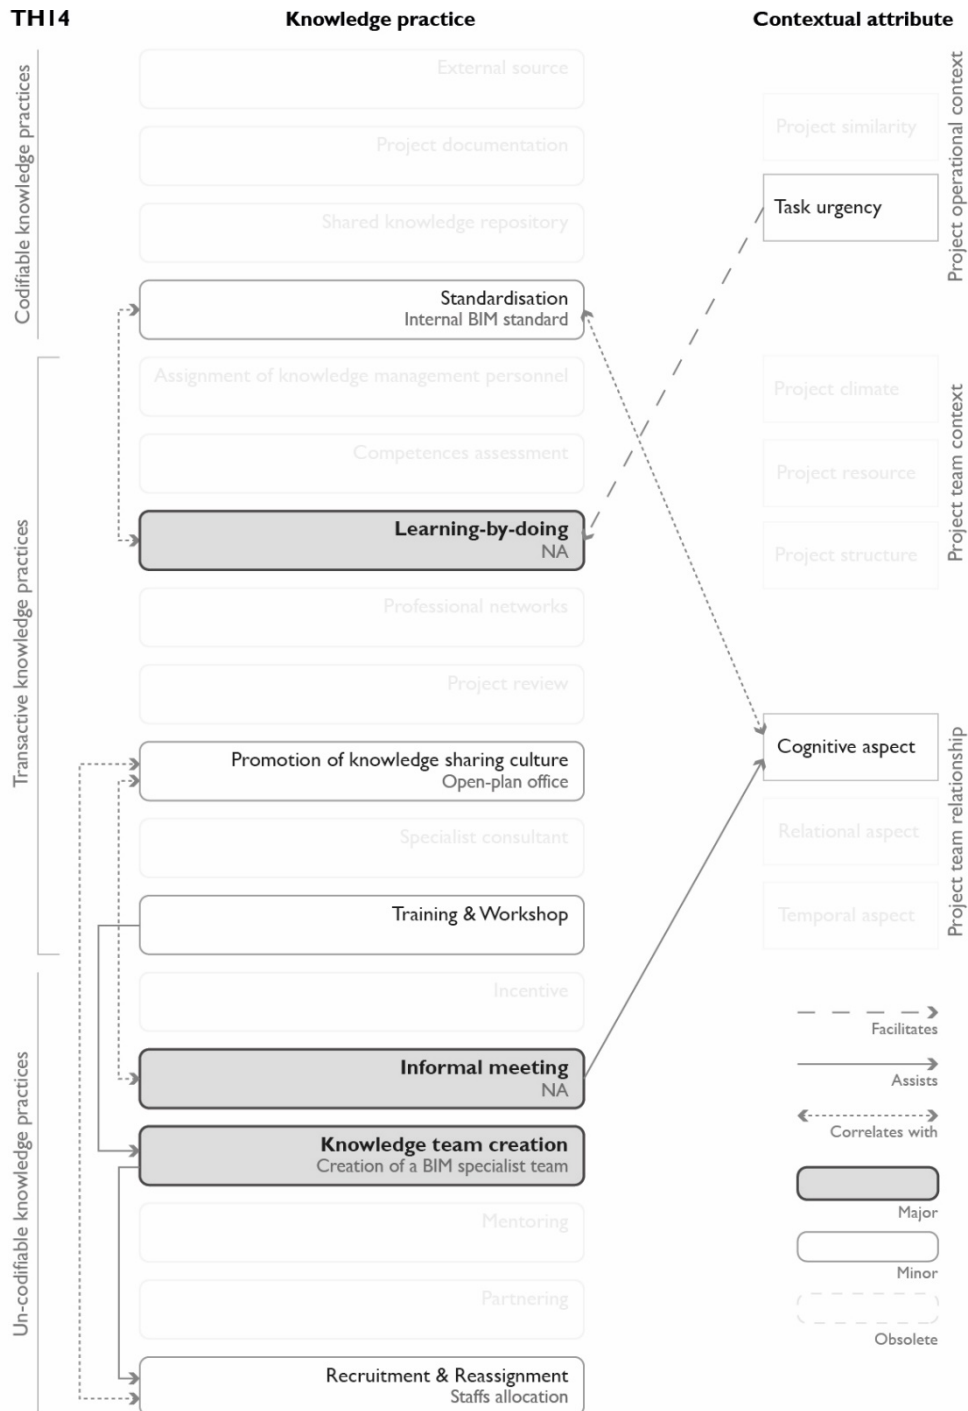 TH14
Knowledge practice
Contextual attribute
Codifiable knowledge practices
External source
Project documentation
Shared knowledge repository
Standardisation
Internal BIM standard
Transactive knowledge practices
Assignment of knowledge management personnel
Competences assessment
Learning-by-doing
NA
Professional networks
Project review
Promotion of knowledge sharing culture
Open-plan office
Specialist consultant
Training & Workshop
Un-codifiable knowledge practices
Incentive
Informal meeting
NA
Knowledge team creation
Creation of a BIM specialist team
Mentoring
Partnering
Recruitment & Reassignment
Staffs allocation
Project operational context
Project similarity
Task urgency
Project team context
Project climate
Project resource
Project structure
Project team relationship
Cognitive aspect
Relational aspect
Temporal aspect
Facilitates
Assists
Correlates with
Major
Minor
Obsolete